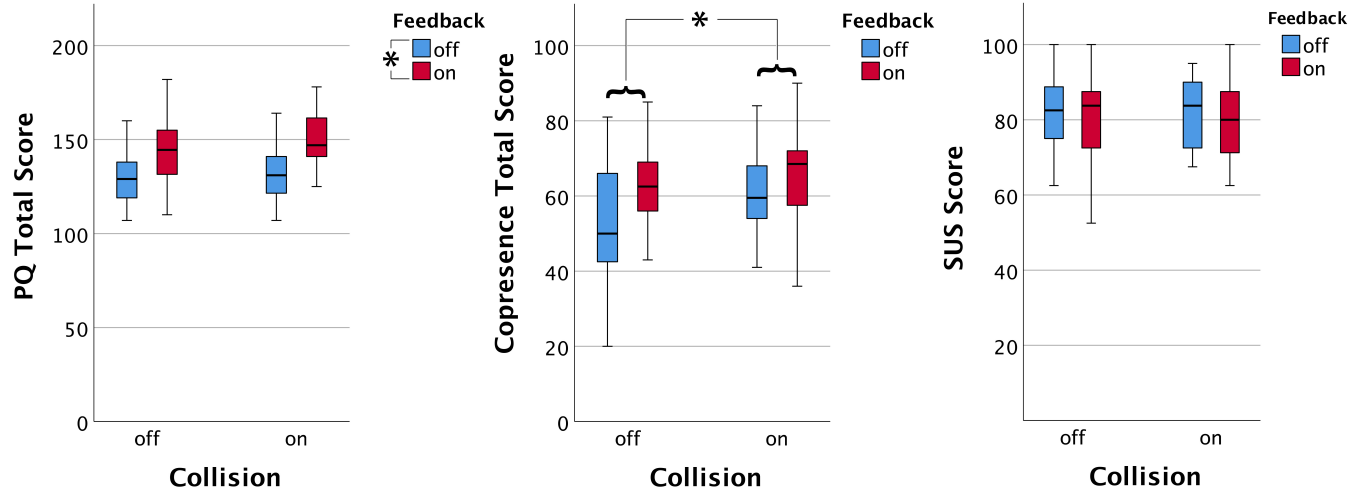 PQ Total Score
200
150
100
50
0
off
on
Collision
Feedback
*
off
on
Copresence Total Score
100
80
60
40
20
0
*
off
on
Collision
Feedback
off
on
SUS Score
100
80
60
40
20
off
on
Collision
Feedback
off
on